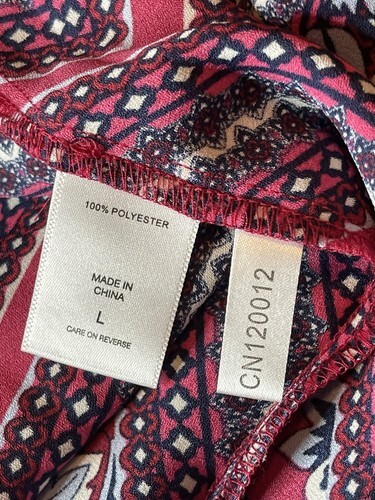 100% POLYESTER
MADE IN
CHINA
L
CARE ON REVERSE
CN120012